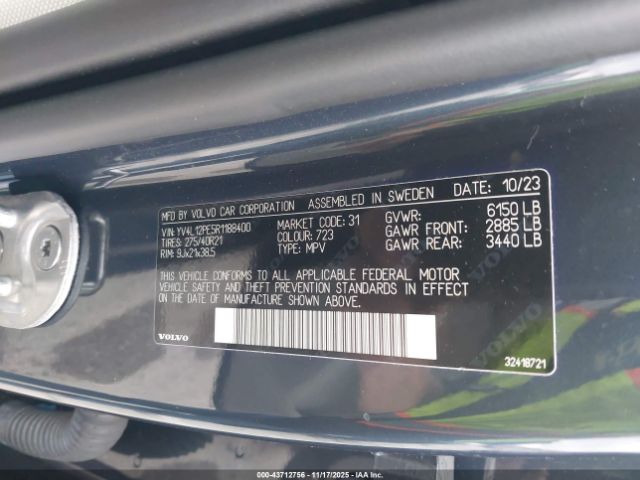 MFD BY VOLVO CAR CORPORATION ASSEMBLED IN SWEDEN DATE: 10/23
VIN: YV4L12PE5R1188400 MARKET CODE: 31 GVWR: 6150 LB
TIRES: 275/40R21 COLOUR: 723 GAWR FRONT: 2885 LB
RIM: 9Jx21x38.5 TYPE: MPV GAWR REAR: 3440 LB
THIS VEHICLE CONFORMS TO ALL APPLICABLE FEDERAL MOTOR
VEHICLE SAFETY AND THEFT PREVENTION STANDARDS IN EFFECT
ON THE DATE OF MANUFACTURE SHOWN ABOVE.
VOLVO 32418721
000-43712756 - 11/17/2025 - IAAI.COM